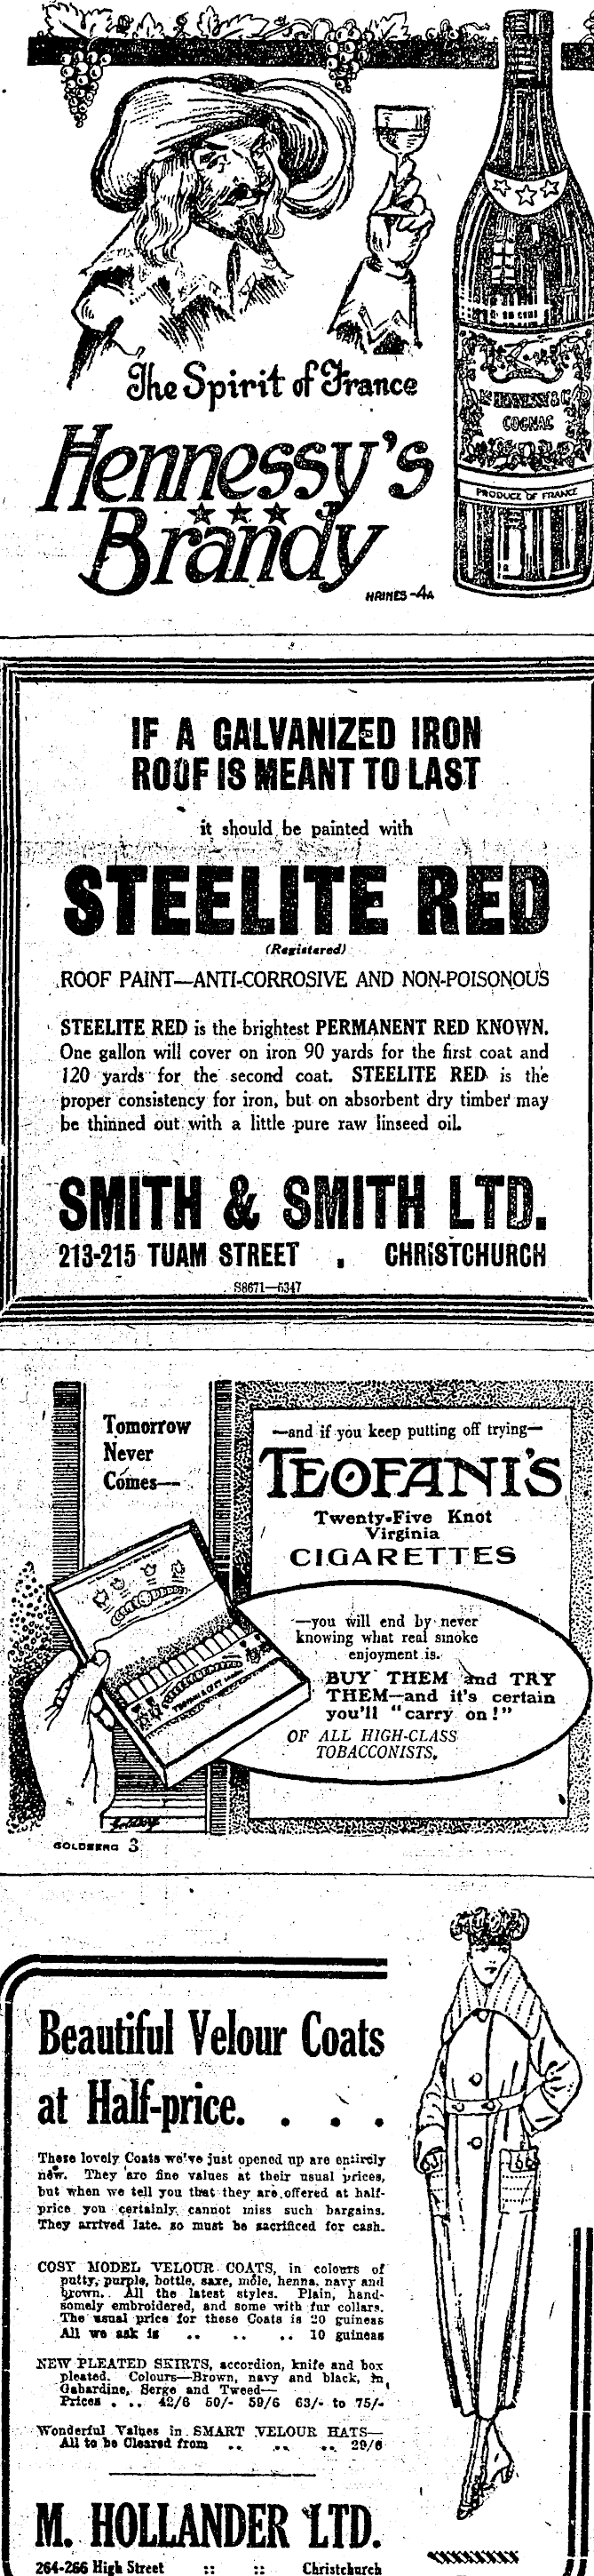 The Spirit of France
Hennessy's
Brandy
HAINES-4A
HENNESSY & Co
COGNAC
PRODUCE OF FRANCE
IF A GALVANIZED IRON
ROOF IS MEANT TO LAST
it should be painted with
STEELITE RED
(Registered)
ROOF PAINT—ANTI-CORROSIVE AND NON-POISONOUS
STEELITE RED is the brightest PERMANENT RED KNOWN.
One gallon will cover on iron 90 yards for the first coat and
120 yards for the second coat. STEELITE RED is the
proper consistency for iron, but on absorbent dry timber may
be thinned out with a little pure raw linseed oil.
SMITH & SMITH LTD.
213-215 TUAM STREET . CHRISTCHURCH
S8671—6347
Tomorrow
Never
Comes—
—and if you keep putting off trying—
TEOFANI'S
Twenty-Five Knot
Virginia
CIGARETTES
—you will end by never
knowing what real smoke
enjoyment is.
BUY THEM and TRY
THEM—and it's certain
you'll "carry on!"
OF ALL HIGH-CLASS
TOBACCONISTS.
Goldberg
GOLDBERG 3
Beautiful Velour Coats
at Half-price. . . .
These lovely Coats we've just opened up are entirely
new. They are fine values at their usual prices,
but when we tell you that they are offered at half-
price you certainly cannot miss such bargains.
They arrived late, so must be sacrificed for cash.
COSY MODEL VELOUR COATS, in colours of
putty, purple, bottle, saxe, mole, henna, navy and
brown. All the latest styles. Plain, hand-
somely embroidered, and some with fur collars.
The usual price for these Coats is 20 guineas
All we ask is .. .. .. 10 guineas
NEW PLEATED SKIRTS, accordion, knife and box
pleated. Colours—Brown, navy and black, in
Gabardine, Serge and Tweed—
Prices . .. 42/6 50/- 59/6 63/- to 75/-
Wonderful Values in SMART VELOUR HATS—
All to be Cleared from .. .. .. 29/6
M. HOLLANDER LTD.
264-266 High Street :: :: Christchurch